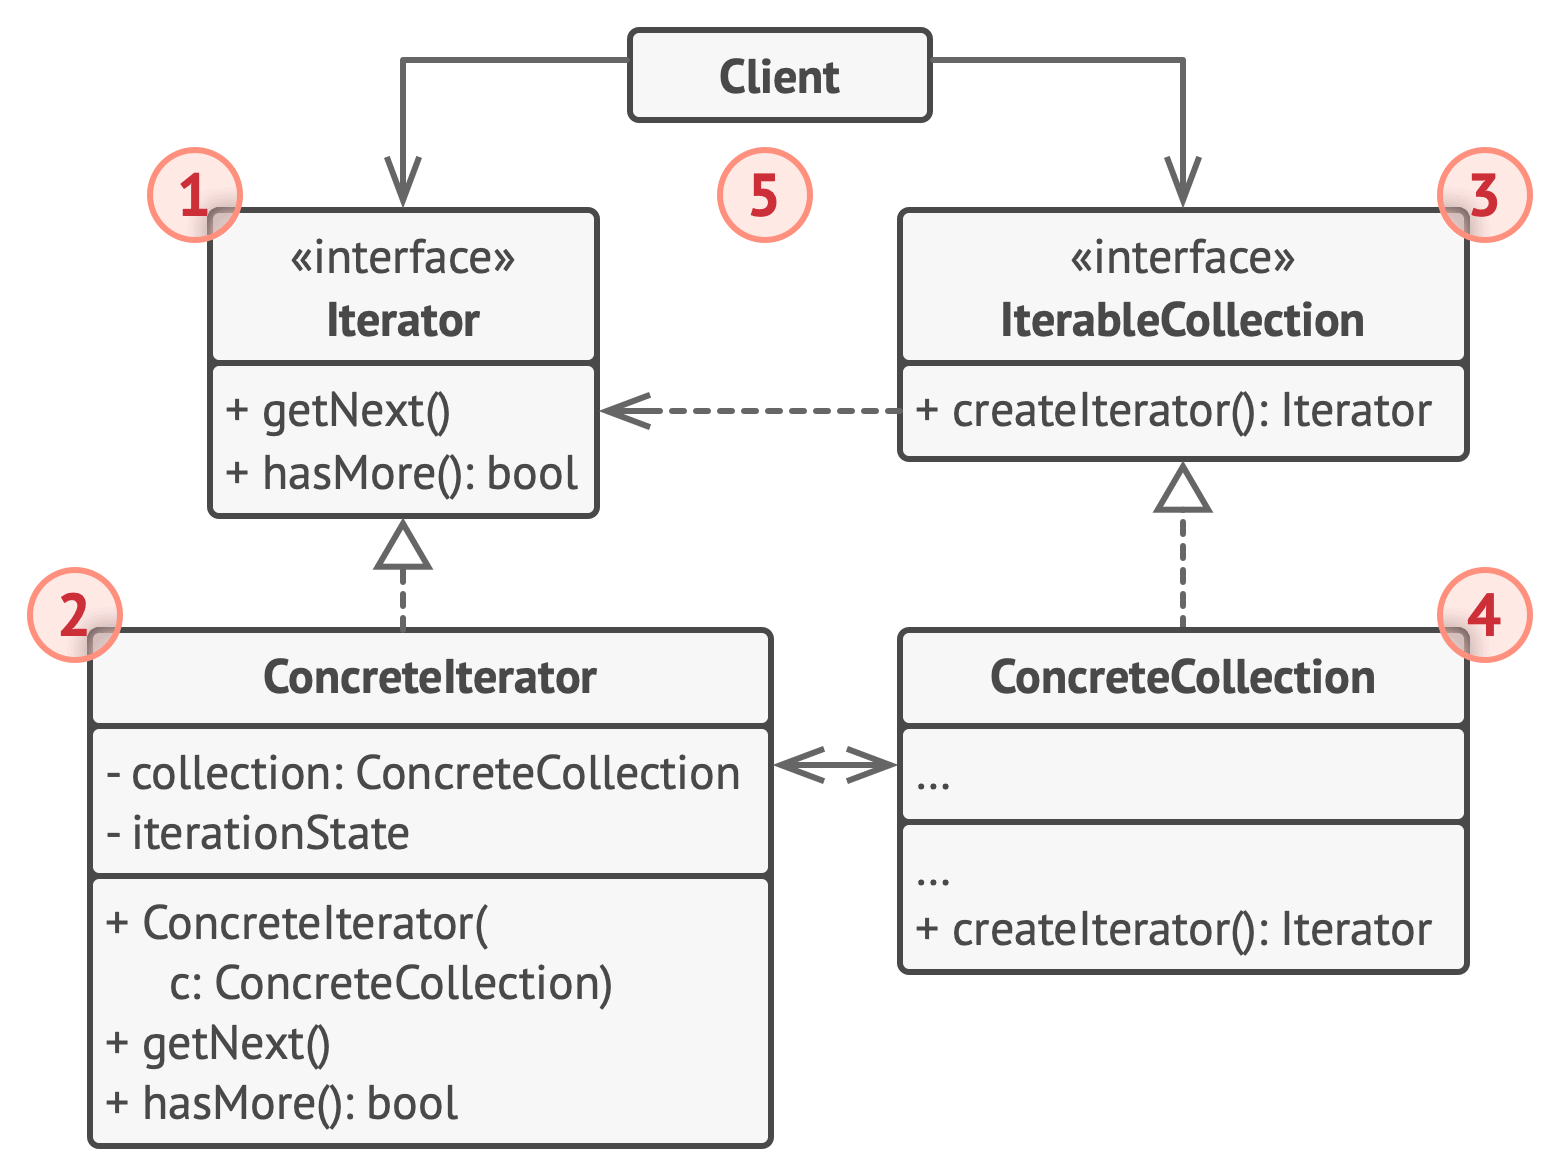 Client
1
5
3
«interface»
Iterator
+ getNext()
+ hasMore(): bool
«interface»
IterableCollection
+ createIterator(): Iterator
2
ConcreteIterator
- collection: ConcreteCollection
- iterationState
+ ConcreteIterator(
c: ConcreteCollection)
+ getNext()
+ hasMore(): bool
4
ConcreteCollection
...
...
+ createIterator(): Iterator